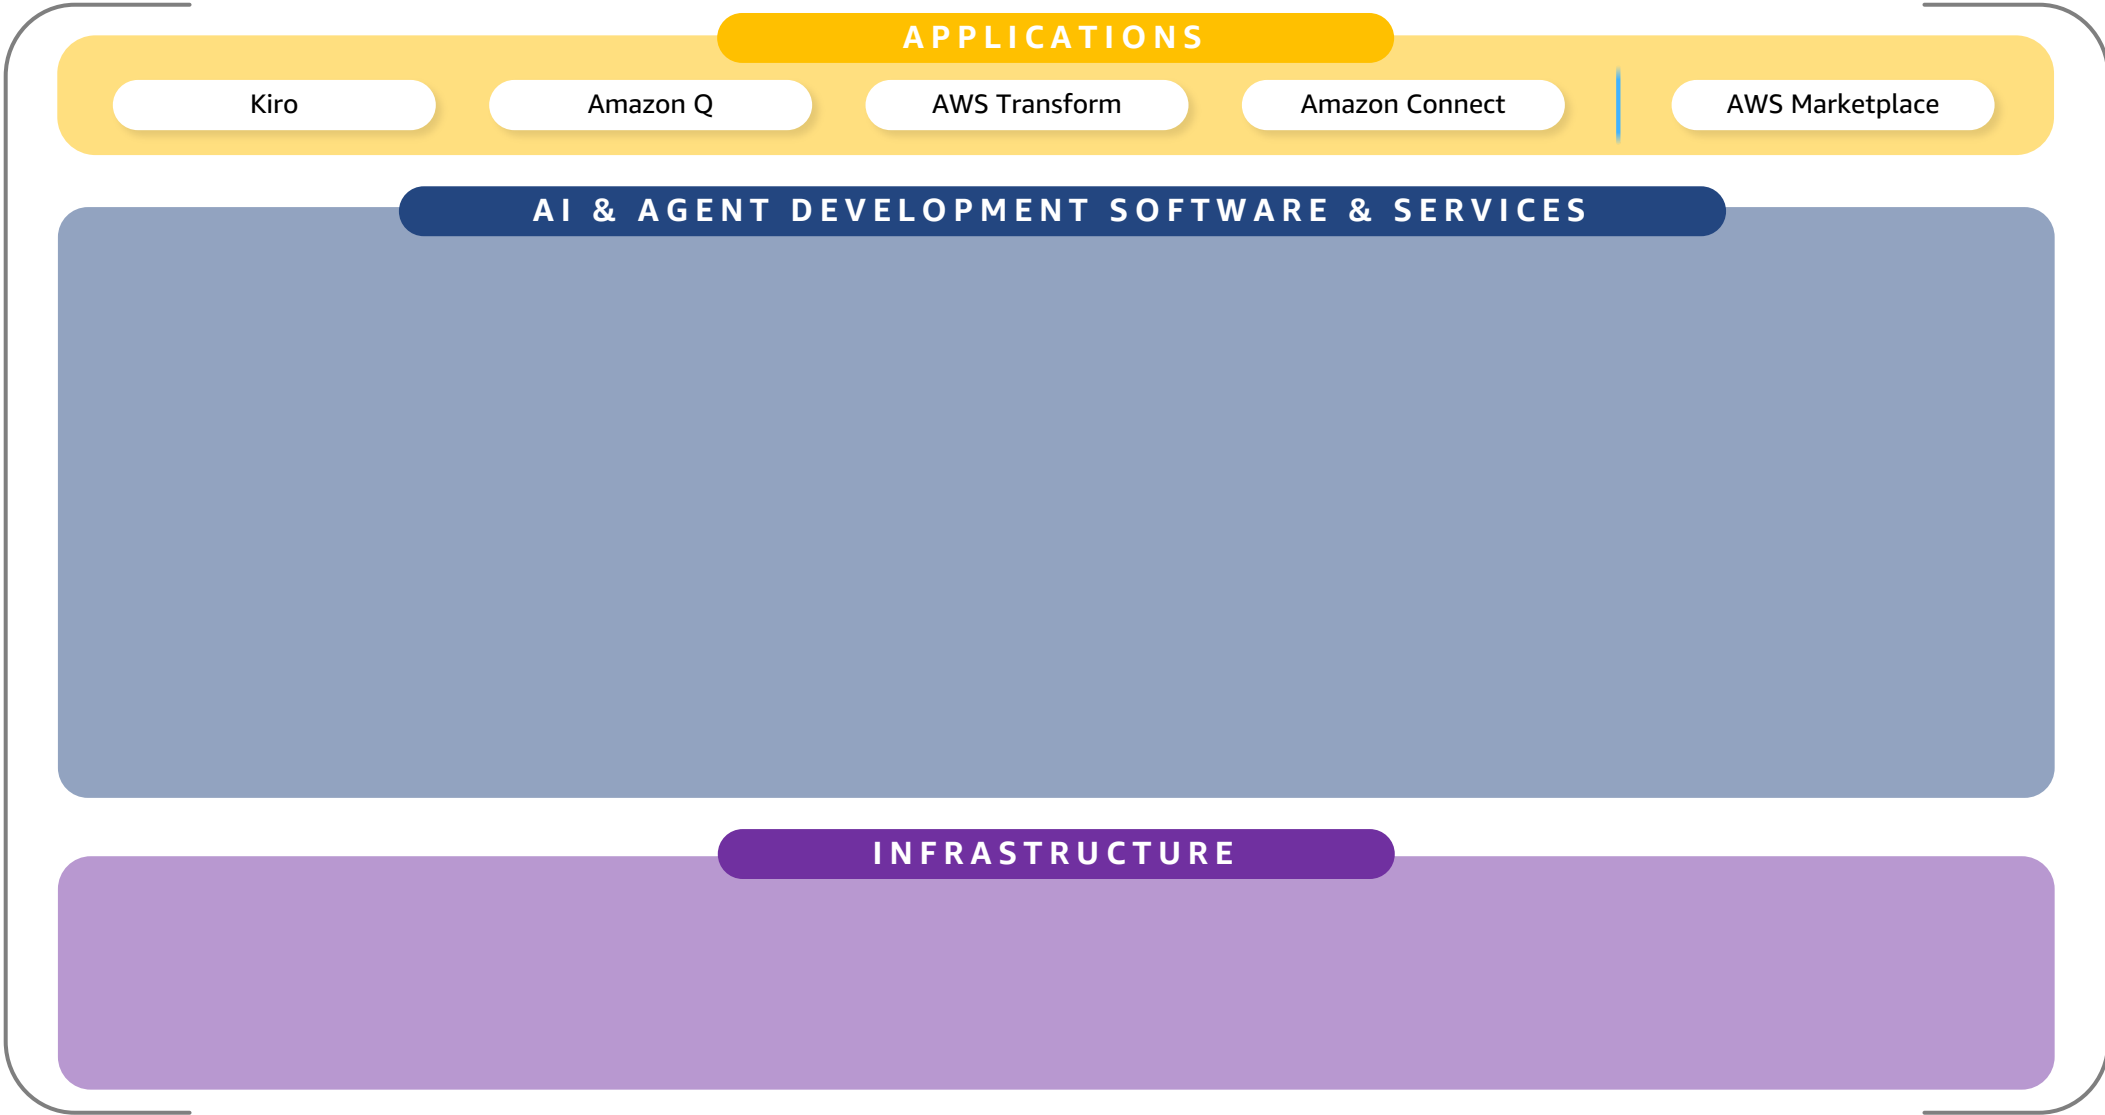 APPLICATIONS
Kiro
Amazon Q
AWS Transform
Amazon Connect
AWS Marketplace
AI & AGENT DEVELOPMENT SOFTWARE & SERVICES
INFRASTRUCTURE